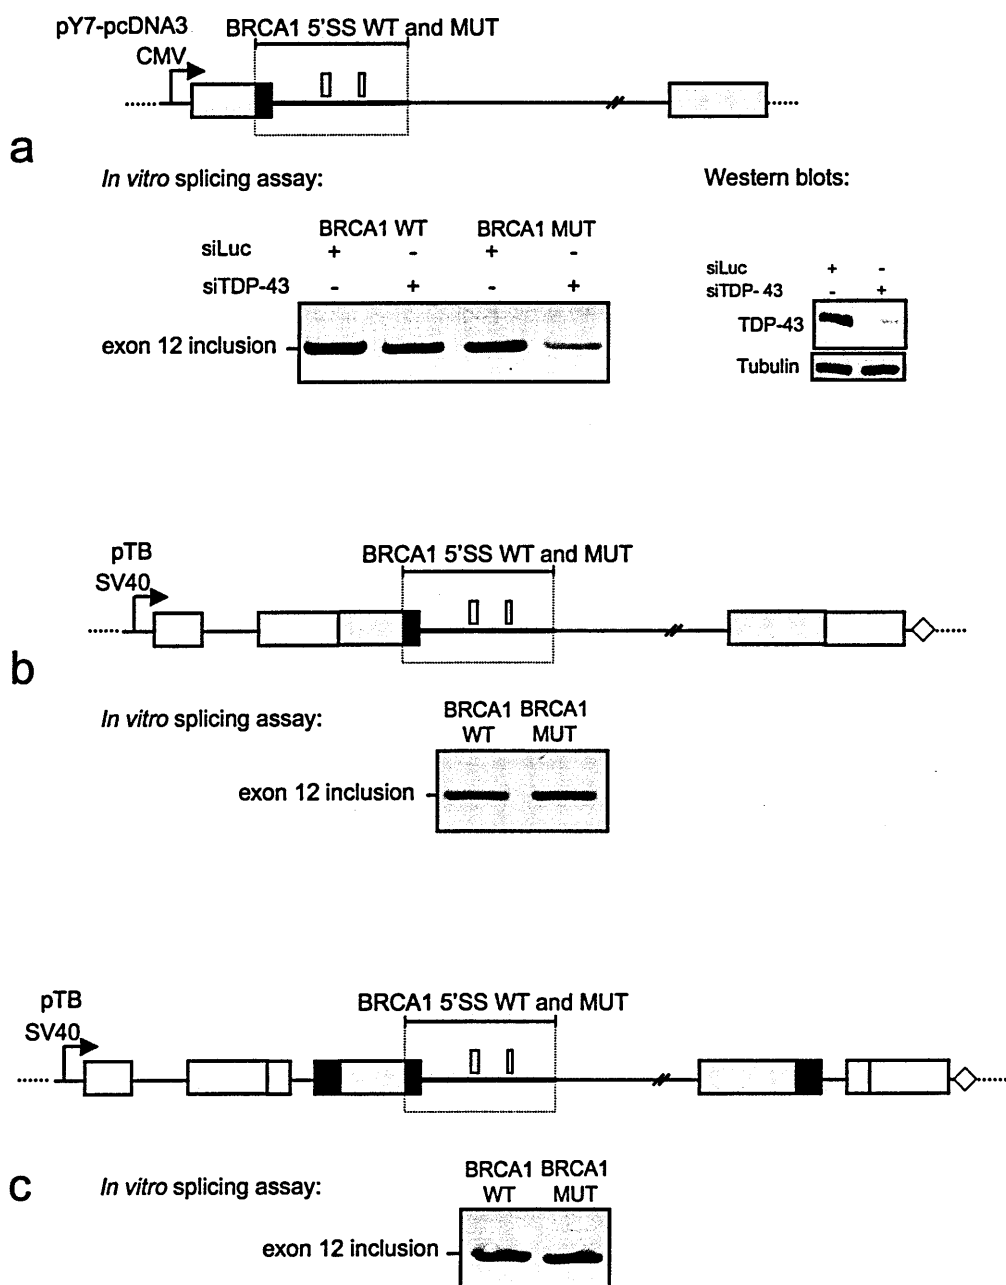 pY7-pcDNA3 BRCA1 5'SS WT and MUT
CMV
a
In vitro splicing assay: Western blots:
BRCA1 WT BRCA1 MUT
siLuc + - + -
siTDP-43 - + - +
exon 12 inclusion
siLuc + -
siTDP-43 - +
TDP-43
Tubulin
pTB BRCA1 5'SS WT and MUT
SV40
b
In vitro splicing assay: BRCA1 BRCA1
WT MUT
exon 12 inclusion
pTB BRCA1 5'SS WT and MUT
SV40
c
In vitro splicing assay: BRCA1 BRCA1
WT MUT
exon 12 inclusion